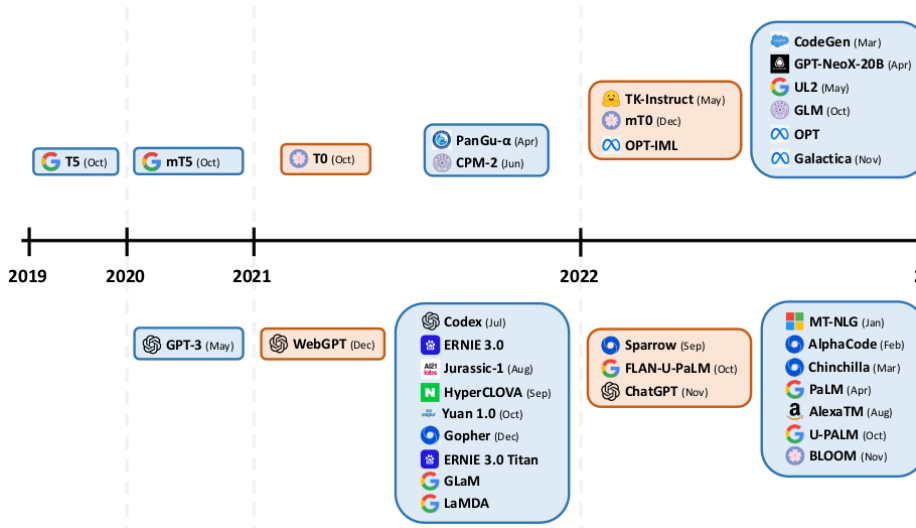 CodeGen (Mar)
GPT-NeoX-20B (Apr)
UL2 (May)
GLM (Oct)
OPT
Galactica (Nov)
TK-Instruct (May)
mT0 (Dec)
OPT-IML
PanGu-α (Apr)
CPM-2 (Jun)
T0 (Oct)
mT5 (Oct)
T5 (Oct)
2019
2020
2021
2022
GPT-3 (May)
WebGPT (Dec)
Codex (Jul)
ERNIE 3.0
AI21 labs Jurassic-1 (Aug)
N HyperCLOVA (Sep)
Yuan 1.0 (Oct)
Gopher (Dec)
ERNIE 3.0 Titan
GLaM
LaMDA
Sparrow (Sep)
FLAN-U-PaLM (Oct)
ChatGPT (Nov)
MT-NLG (Jan)
AlphaCode (Feb)
Chinchilla (Mar)
PaLM (Apr)
AlexaTM (Aug)
U-PALM (Oct)
BLOOM (Nov)